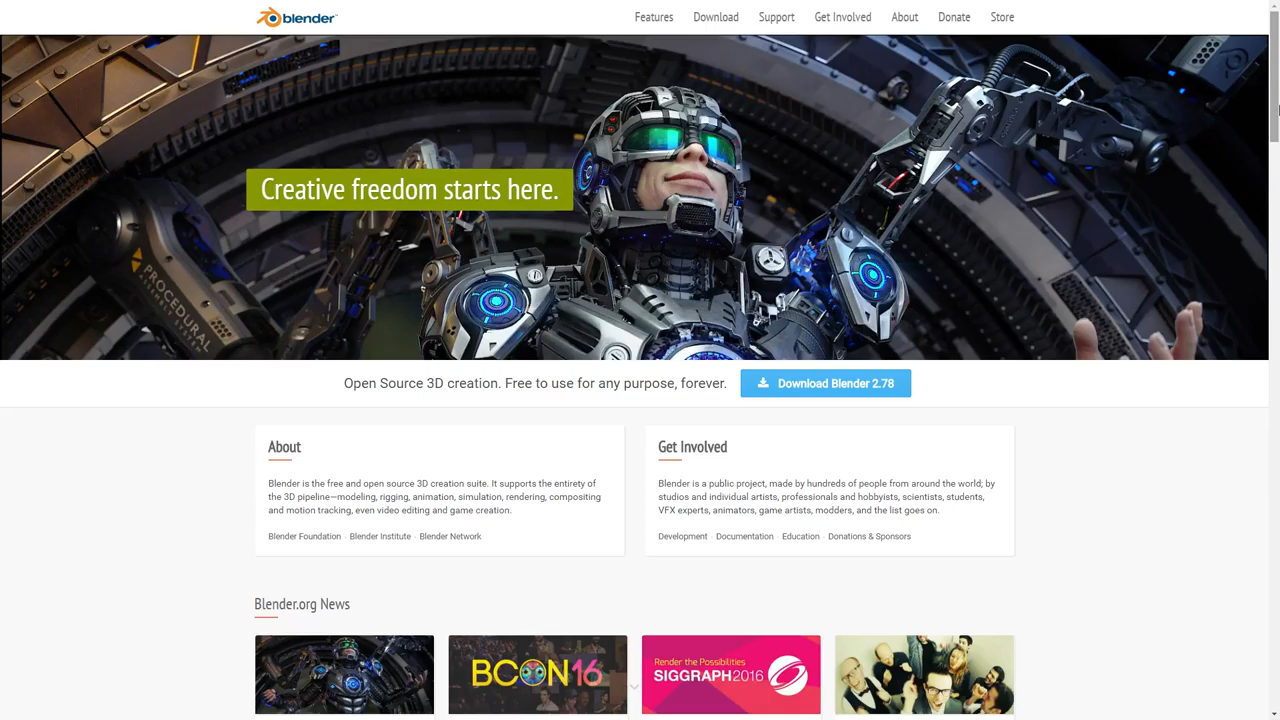 blender
Features Download Support Get Involved About Donate Store
PROCEDURAL
Creative freedom starts here.
Open Source 3D creation. Free to use for any purpose, forever.
Download Blender 2.78
About
Blender is the free and open source 3D creation suite. It supports the entirety of
the 3D pipeline—modeling, rigging, animation, simulation, rendering, compositing
and motion tracking, even video editing and game creation.
Blender Foundation · Blender Institute · Blender Network
Get Involved
Blender is a public project, made by hundreds of people from around the world; by
studios and individual artists, professionals and hobbyists, scientists, students,
VFX experts, animators, game artists, modders, and the list goes on.
Development · Documentation · Education · Donations & Sponsors
Blender.org News
BCON16
Render the Possibilities
SIGGRAPH2016